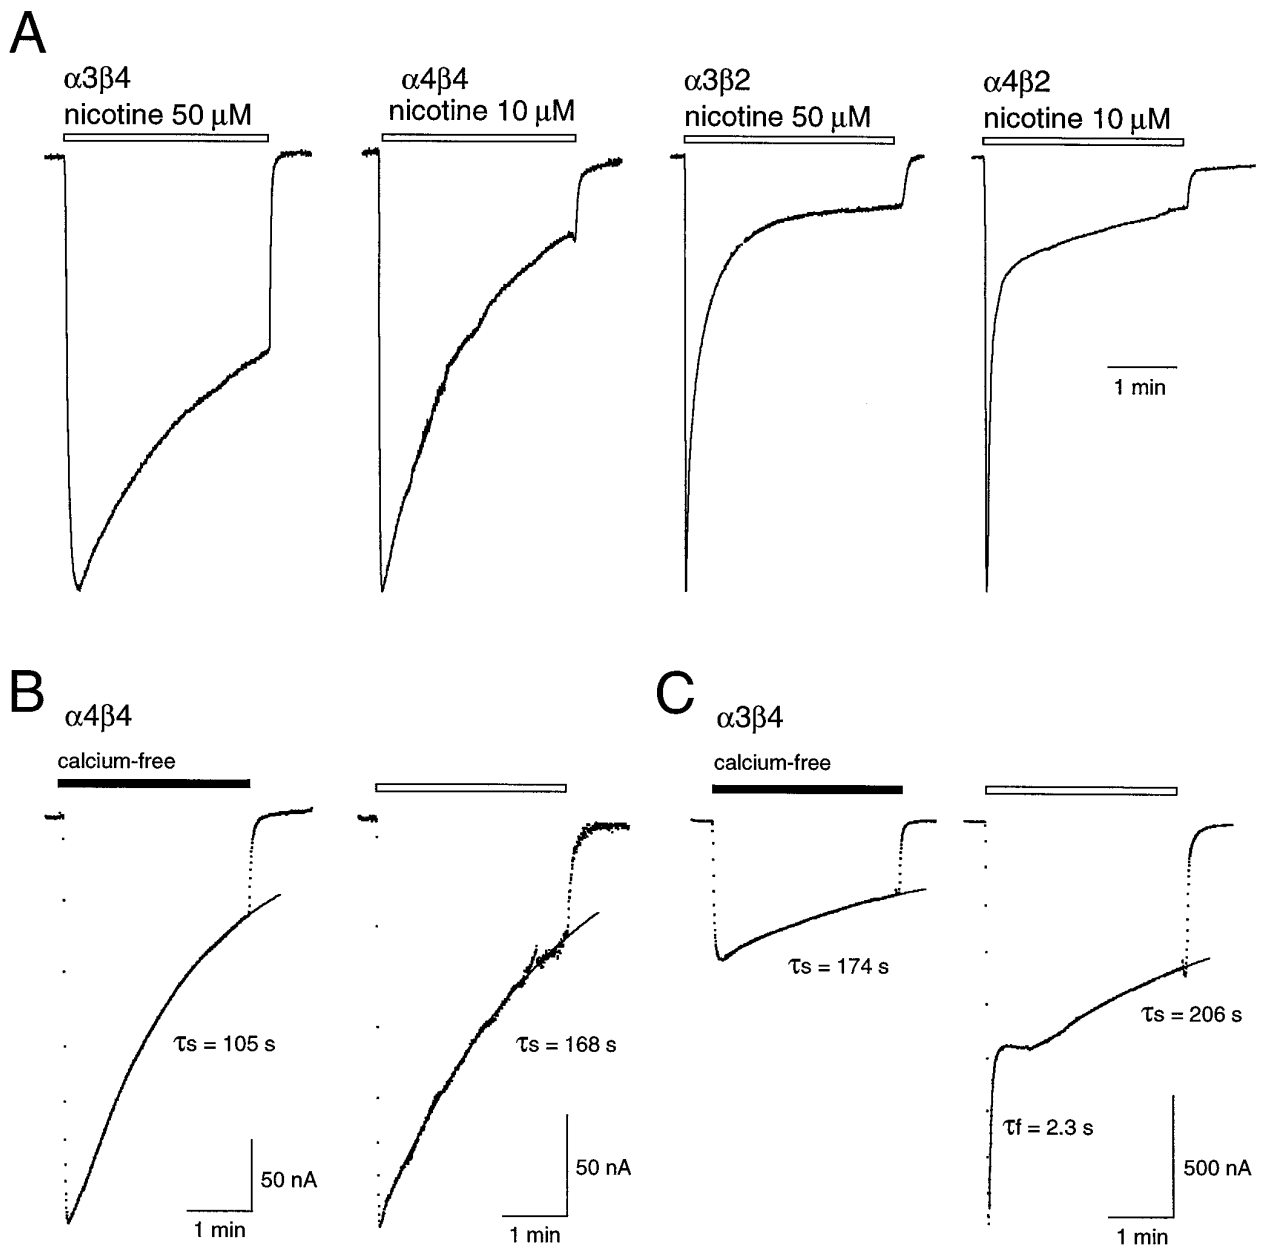 A
α3β4
nicotine 50 μM
α4β4
nicotine 10 μM
α3β2
nicotine 50 μM
α4β2
nicotine 10 μM
1 min
B
α4β4
calcium-free
τs = 105 s
50 nA
1 min
τs = 168 s
50 nA
1 min
C
α3β4
calcium-free
τs = 174 s
τs = 206 s
τf = 2.3 s
500 nA
1 min